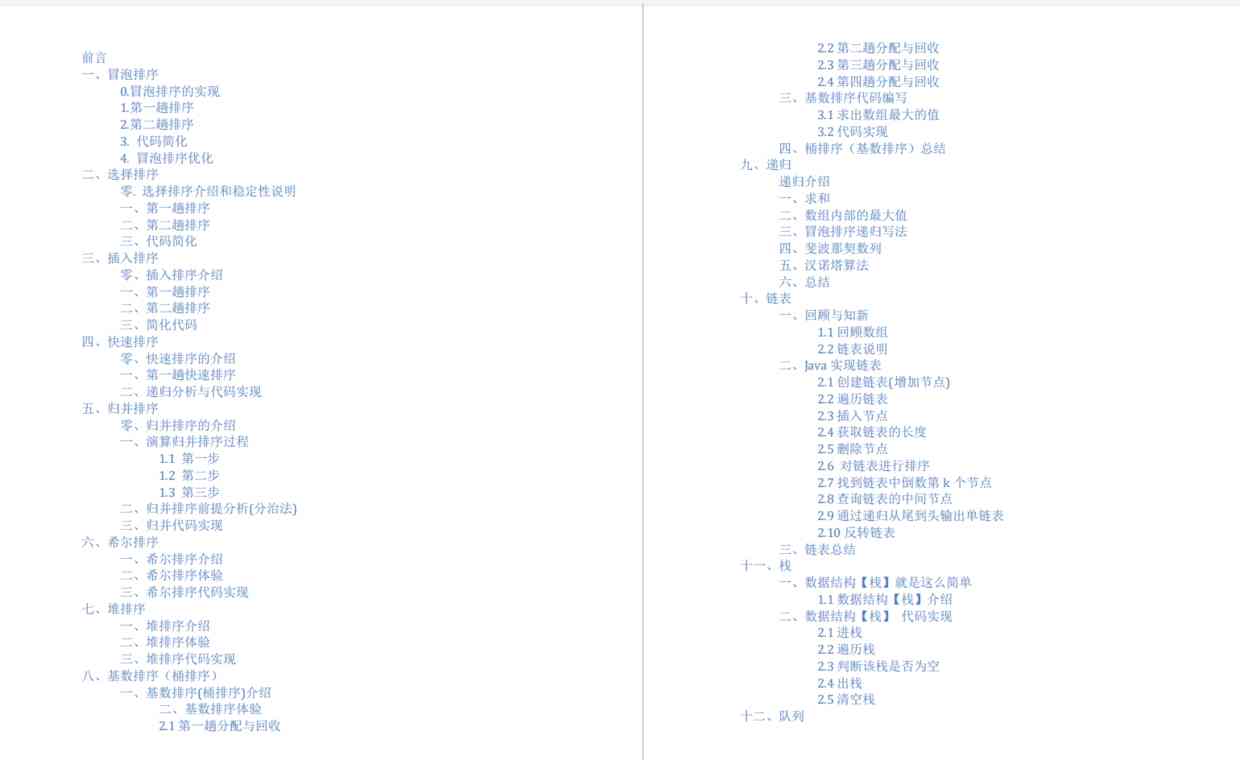 前言
一、冒泡排序
0.冒泡排序的实现
1.第一趟排序
2.第二趟排序
3. 代码简化
4. 冒泡排序优化
二、选择排序
零. 选择排序介绍和稳定性说明
一、第一趟排序
二、第二趟排序
三、代码简化
三、插入排序
零、插入排序介绍
一、第一趟排序
二、第二趟排序
三、简化代码
四、快速排序
零、快速排序的介绍
一、第一趟快速排序
二、递归分析与代码实现
五、归并排序
零、归并排序的介绍
一、演算归并排序过程
1.1 第一步
1.2 第二步
1.3 第三步
二、归并排序前提分析(分治法)
三、归并代码实现
六、希尔排序
一、希尔排序介绍
二、希尔排序体验
三、希尔排序代码实现
七、堆排序
一、堆排序介绍
二、堆排序体验
三、堆排序代码实现
八、基数排序（桶排序）
一、基数排序(桶排序)介绍
二、基数排序体验
2.1 第一趟分配与回收
2.2 第二趟分配与回收
2.3 第三趟分配与回收
2.4 第四趟分配与回收
三、基数排序代码编写
3.1 求出数组最大的值
3.2 代码实现
四、桶排序（基数排序）总结
九、递归
递归介绍
一、求和
二、数组内部的最大值
三、冒泡排序递归写法
四、斐波那契数列
五、汉诺塔算法
六、总结
十、链表
一、回顾与知新
1.1 回顾数组
2.2 链表说明
二、Java 实现链表
2.1 创建链表(增加节点)
2.2 遍历链表
2.3 插入节点
2.4 获取链表的长度
2.5 删除节点
2.6 对链表进行排序
2.7 找到链表中倒数第 k 个节点
2.8 查询链表的中间节点
2.9 通过递归从尾到头输出单链表
2.10 反转链表
三、链表总结
十一、栈
一、数据结构【栈】就是这么简单
1.1 数据结构【栈】介绍
二、数据结构【栈】 代码实现
2.1 进栈
2.2 遍历栈
2.3 判断该栈是否为空
2.4 出栈
2.5 清空栈
十二、队列